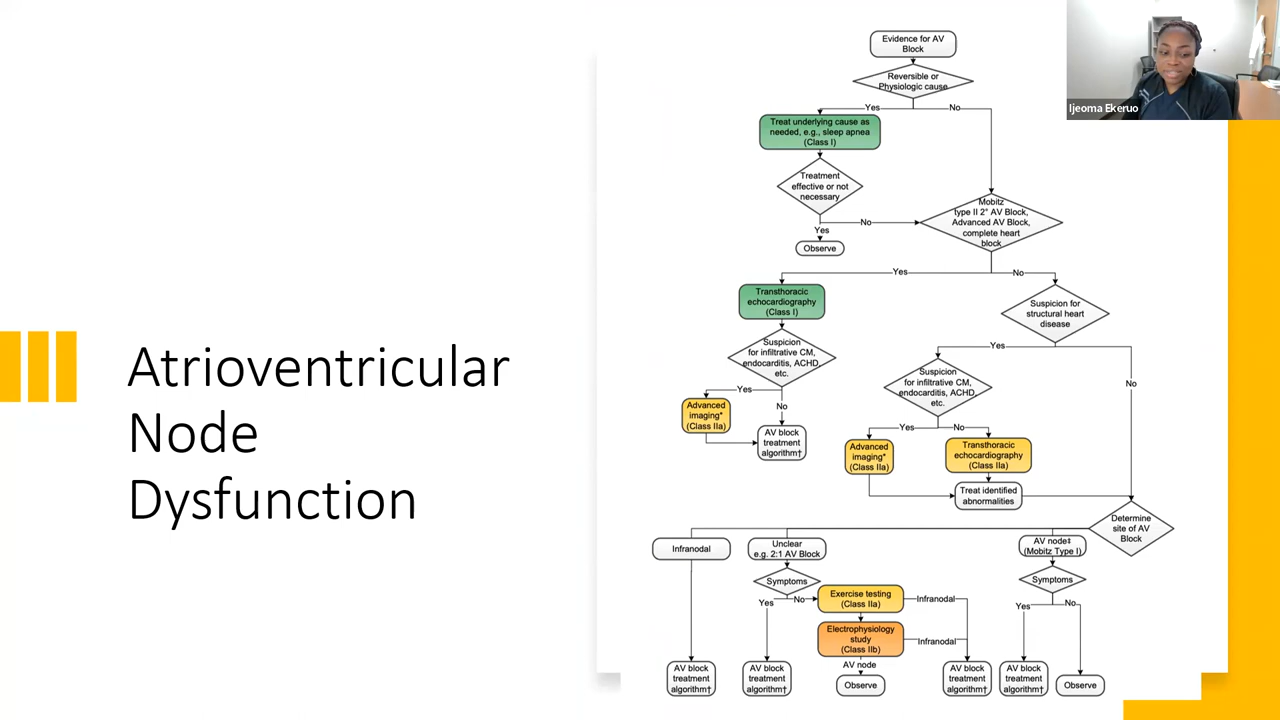 Atrioventricular
Node
Dysfunction
Ijeoma Ekeruo
Evidence for AV
Block
Reversible or
Physiologic cause
Yes
No
Treat underlying cause as
needed, e.g., sleep apnea
(Class I)
Treatment
effective or not
necessary
No
Yes
Observe
Mobitz
type II 2° AV Block,
Advanced AV Block,
complete heart
block
Yes
No
Transthoracic
echocardiography
(Class I)
Suspicion for
structural heart
disease
Suspicion
for infiltrative CM,
endocarditis, ACHD,
etc.
Yes
No
Advanced
imaging*
(Class IIa)
AV block
treatment
algorithm†
Yes
No
Suspicion
for infiltrative CM,
endocarditis, ACHD,
etc.
Yes
No
Advanced
imaging*
(Class IIa)
Transthoracic
echocardiography
(Class IIa)
Treat identified
abnormalities
Determine
site of AV
Block
Infranodal
Unclear
e.g. 2:1 AV Block
AV node‡
(Mobitz Type I)
Symptoms
Yes
No
Exercise testing
(Class IIa)
Infranodal
Electrophysiology
study
(Class IIb)
Infranodal
AV node
Symptoms
Yes
No
AV block
treatment
algorithm†
AV block
treatment
algorithm†
Observe
AV block
treatment
algorithm†
AV block
treatment
algorithm†
Observe